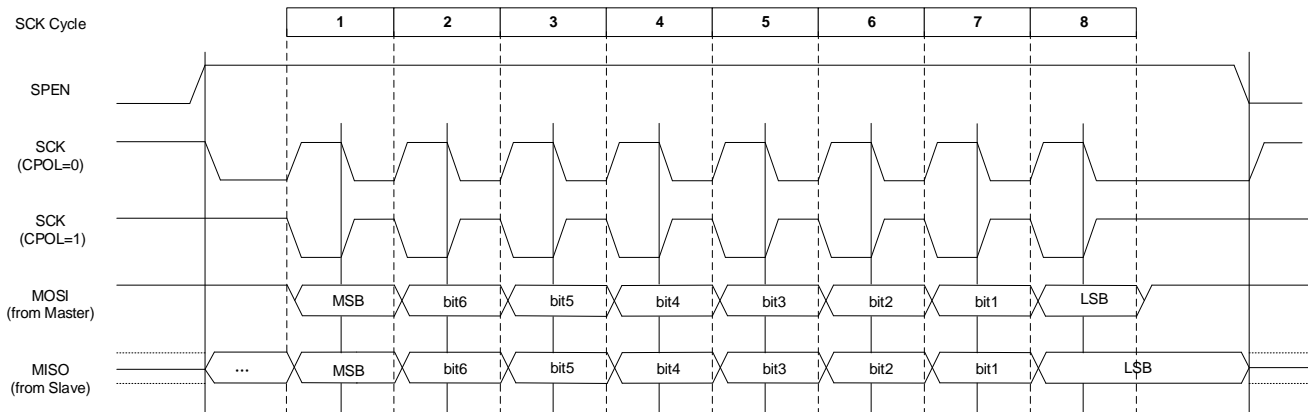 SCK Cycle 1 2 3 4 5 6 7 8
SPEN
SCK
(CPOL=0)
SCK
(CPOL=1)
MOSI
(from Master)
MSB bit6 bit5 bit4 bit3 bit2 bit1 LSB
MISO
(from Slave)
... MSB bit6 bit5 bit4 bit3 bit2 bit1 LSB